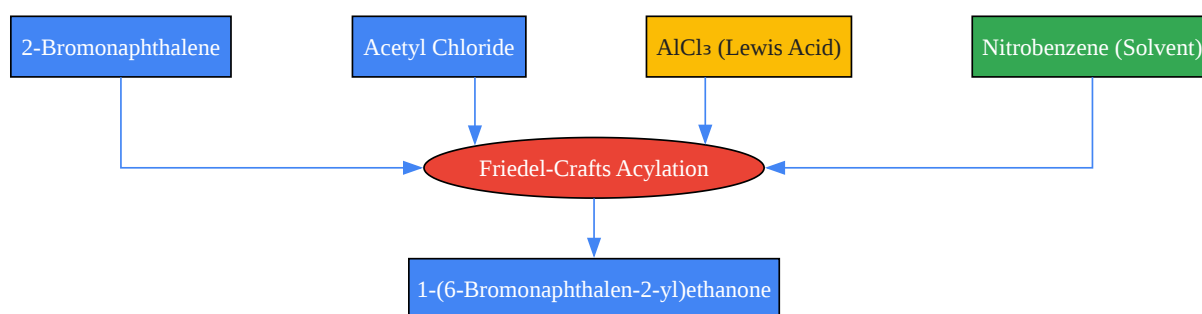 2-Bromonaphthalene
Acetyl Chloride
AlCl₃ (Lewis Acid)
Nitrobenzene (Solvent)
Friedel-Crafts Acylation
1-(6-Bromonaphthalen-2-yl)ethanone